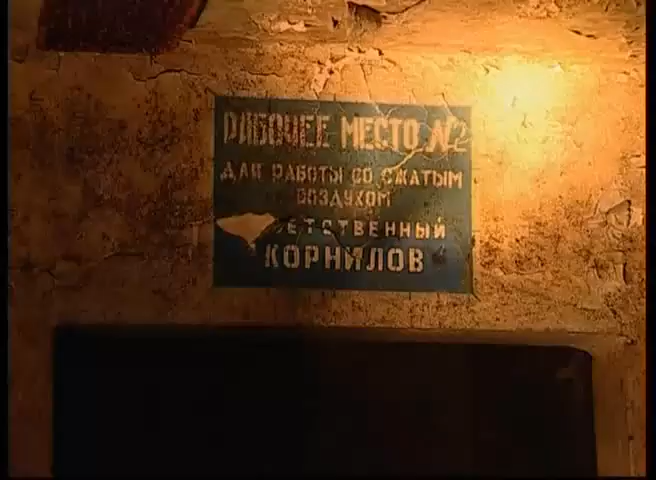 РАБОЧЕЕ МЕСТО №2
ДЛЯ РАБОТЫ СО СЖАТЫМ
ВОЗДУХОМ
ЕТСТВЕННЫЙ
КОРНИЛОВ